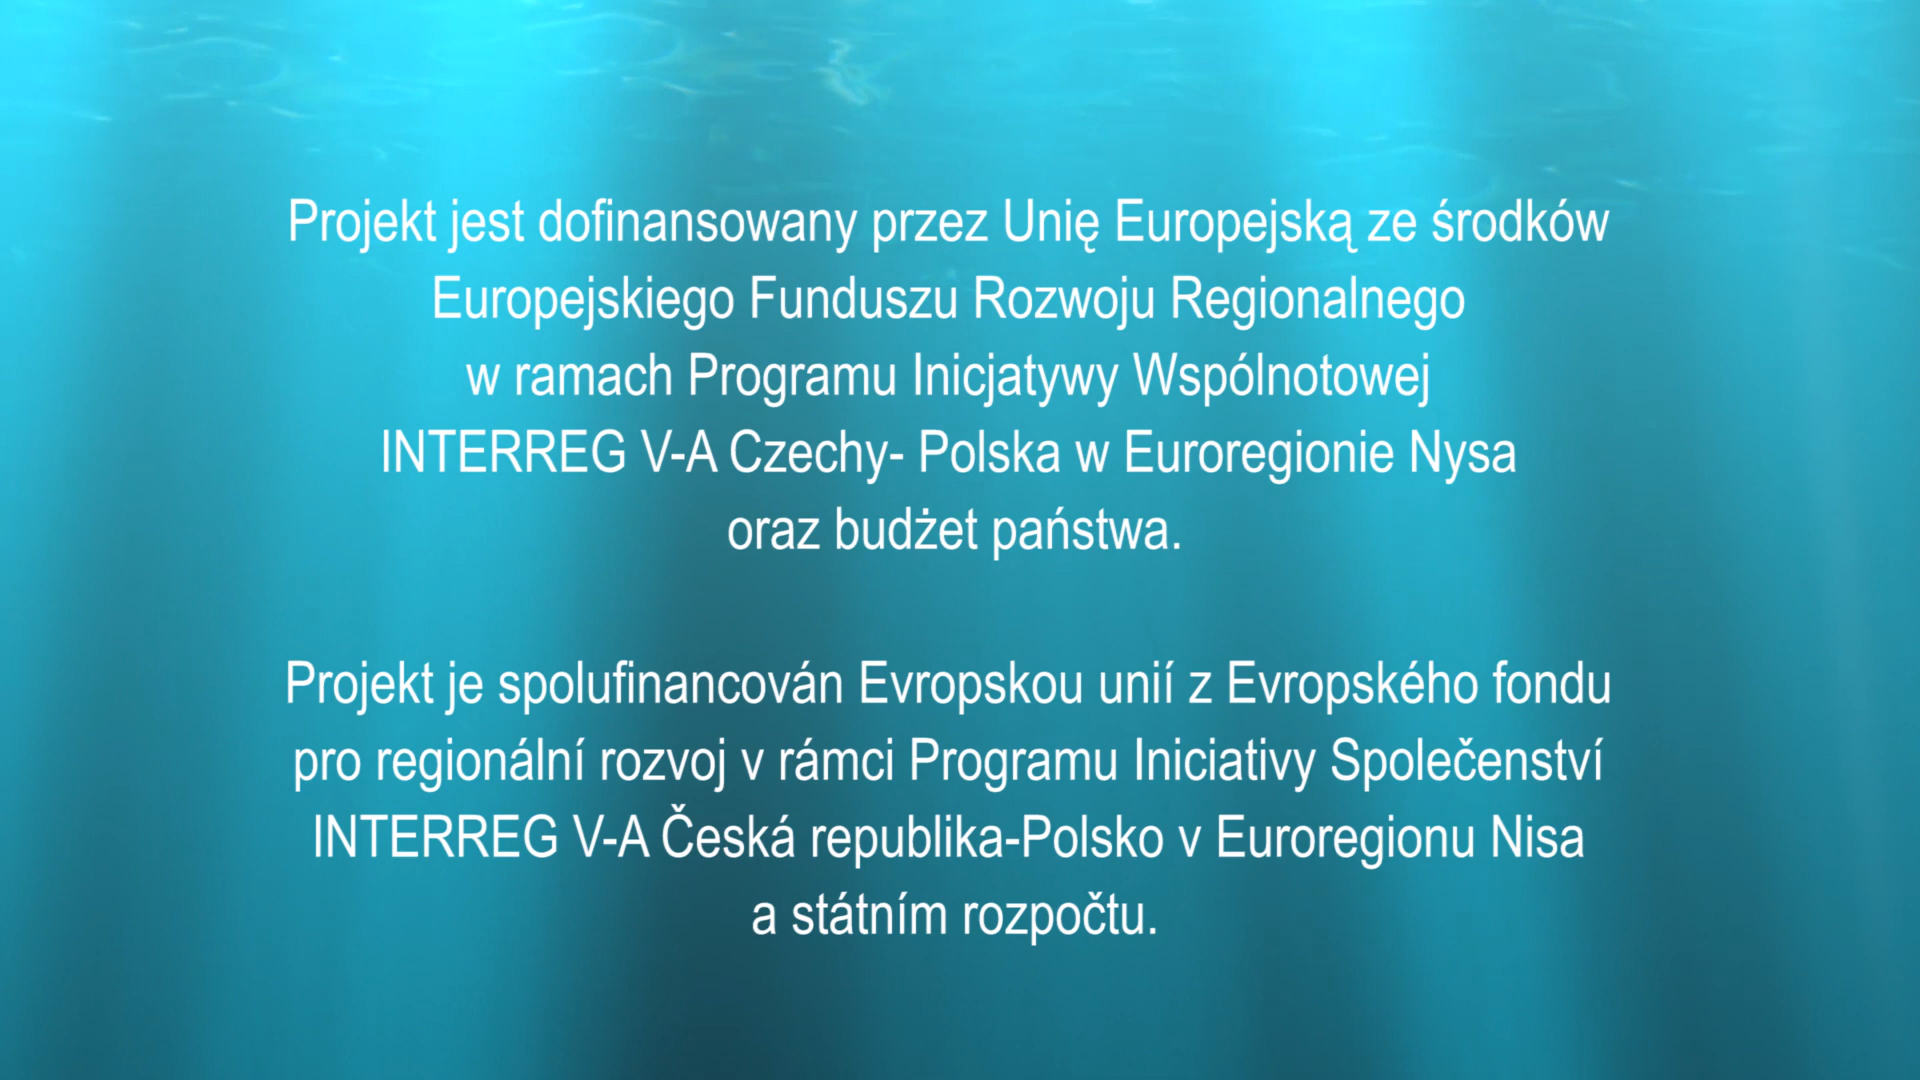 Projekt jest dofinansowany przez Unię Europejską ze środków
Europejskiego Funduszu Rozwoju Regionalnego
w ramach Programu Inicjatywy Wspólnotowej
INTERREG V-A Czechy- Polska w Euroregionie Nysa
oraz budżet państwa.
Projekt je spolufinancován Evropskou unií z Evropského fondu
pro regionální rozvoj v rámci Programu Iniciativy Společenství
INTERREG V-A Česká republika-Polsko v Euroregionu Nisa
a státním rozpočtu.